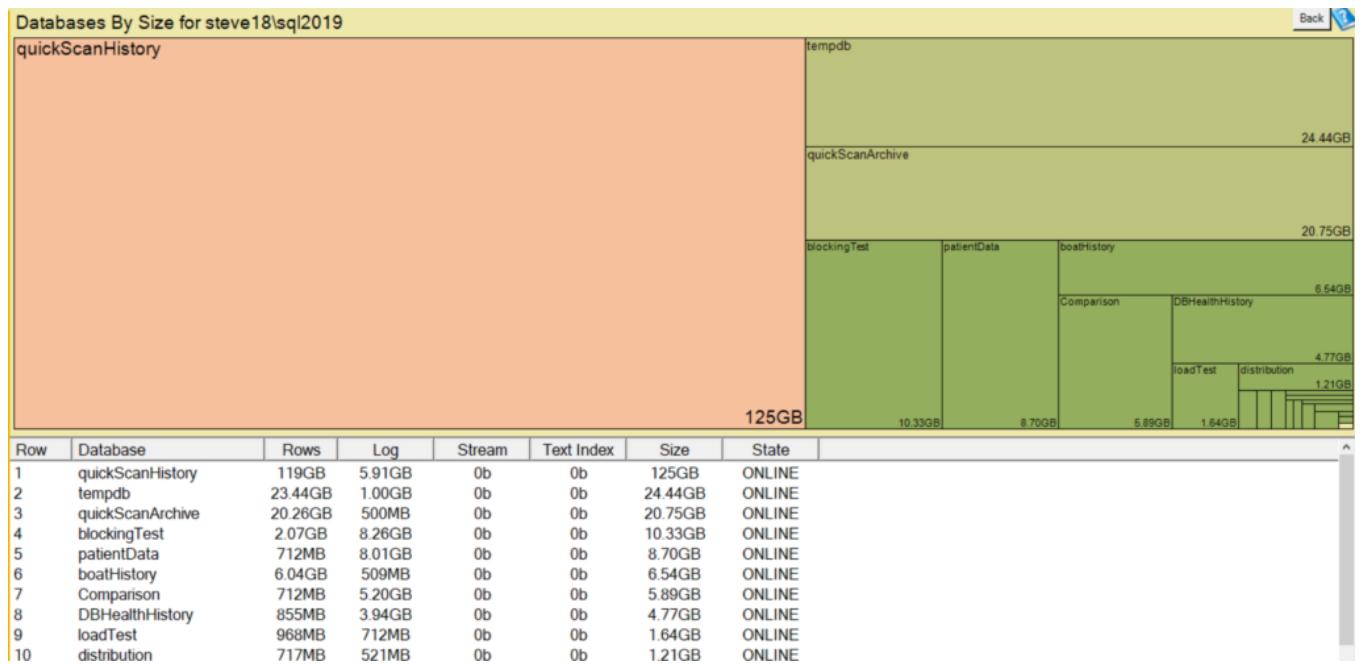 Databases By Size for steve18\sql2019
Back
quickScanHistory
125GB
tempdb
24.44GB
quickScanArchive
20.75GB
blockingTest
10.33GB
patientData
8.70GB
boatHistory
6.54GB
Comparison
5.89GB
DBHealthHistory
4.77GB
loadTest
1.64GB
distribution
1.21GB
Row Database Rows Log Stream Text Index Size State
1 quickScanHistory 119GB 5.91GB 0b 0b 125GB ONLINE
2 tempdb 23.44GB 1.00GB 0b 0b 24.44GB ONLINE
3 quickScanArchive 20.26GB 500MB 0b 0b 20.75GB ONLINE
4 blockingTest 2.07GB 8.26GB 0b 0b 10.33GB ONLINE
5 patientData 712MB 8.01GB 0b 0b 8.70GB ONLINE
6 boatHistory 6.04GB 509MB 0b 0b 6.54GB ONLINE
7 Comparison 712MB 5.20GB 0b 0b 5.89GB ONLINE
8 DBHealthHistory 855MB 3.94GB 0b 0b 4.77GB ONLINE
9 loadTest 968MB 712MB 0b 0b 1.64GB ONLINE
10 distribution 717MB 521MB 0b 0b 1.21GB ONLINE